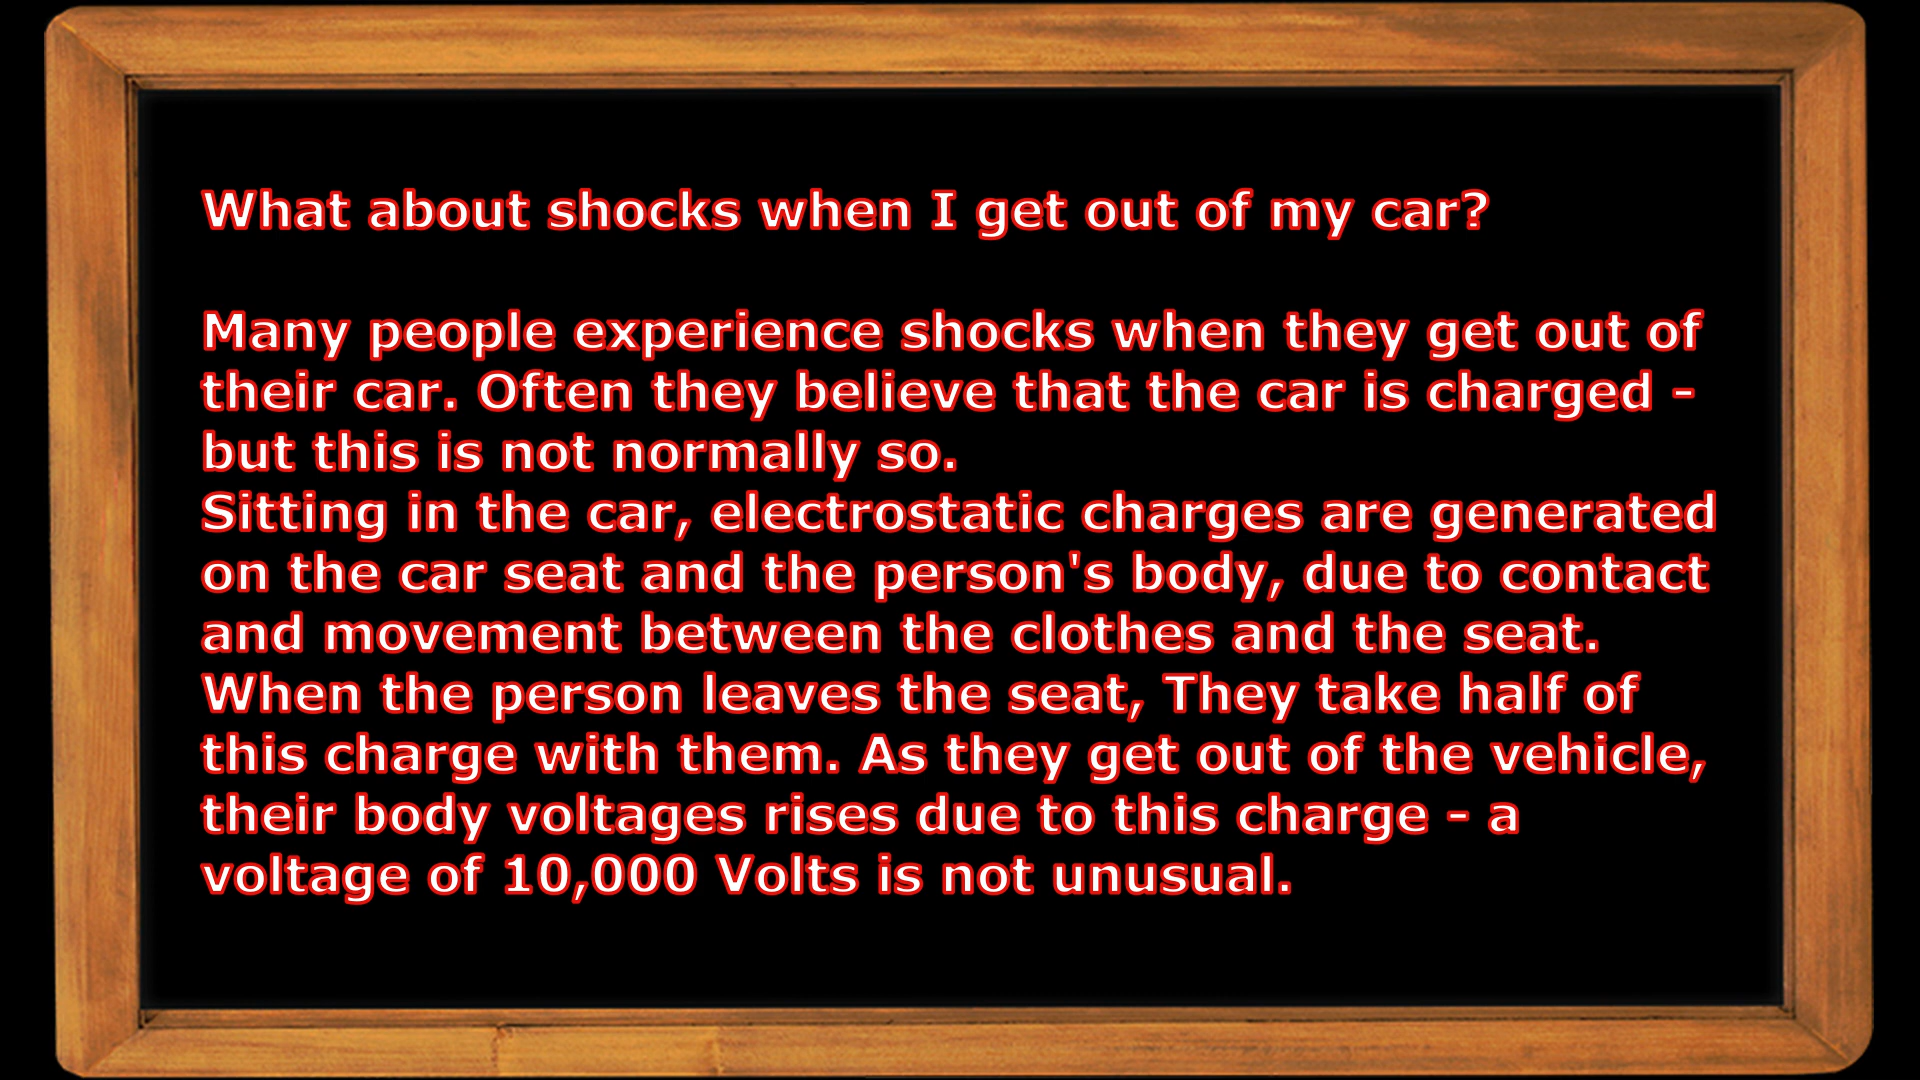 What about shocks when I get out of my car?
Many people experience shocks when they get out of
their car. Often they believe that the car is charged -
but this is not normally so.
Sitting in the car, electrostatic charges are generated
on the car seat and the person's body, due to contact
and movement between the clothes and the seat.
When the person leaves the seat, They take half of
this charge with them. As they get out of the vehicle,
their body voltages rises due to this charge - a
voltage of 10,000 Volts is not unusual.